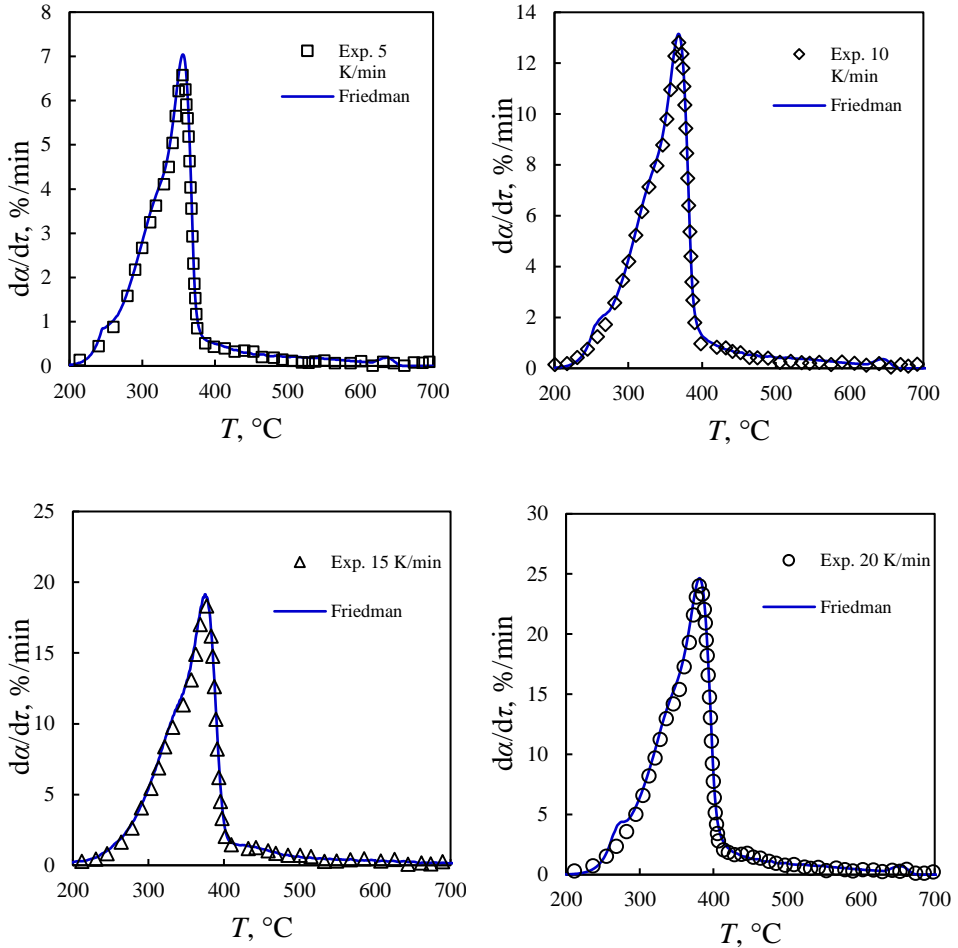 8
7
6
5
4
3
2
1
0
dα/dτ, %/min
Exp. 5
K/min
Friedman
200 300 400 500 600 700
T, °C
14
12
10
8
6
4
2
0
dα/dτ, %/min
Exp. 10
K/min
Friedman
200 300 400 500 600 700
T, °C
25
20
15
10
5
0
dα/dτ, %/min
Exp. 15 K/min
Friedman
200 300 400 500 600 700
T, °C
30
25
20
15
10
5
0
dα/dτ, %/min
Exp. 20 K/min
Friedman
200 300 400 500 600 700
T, °C